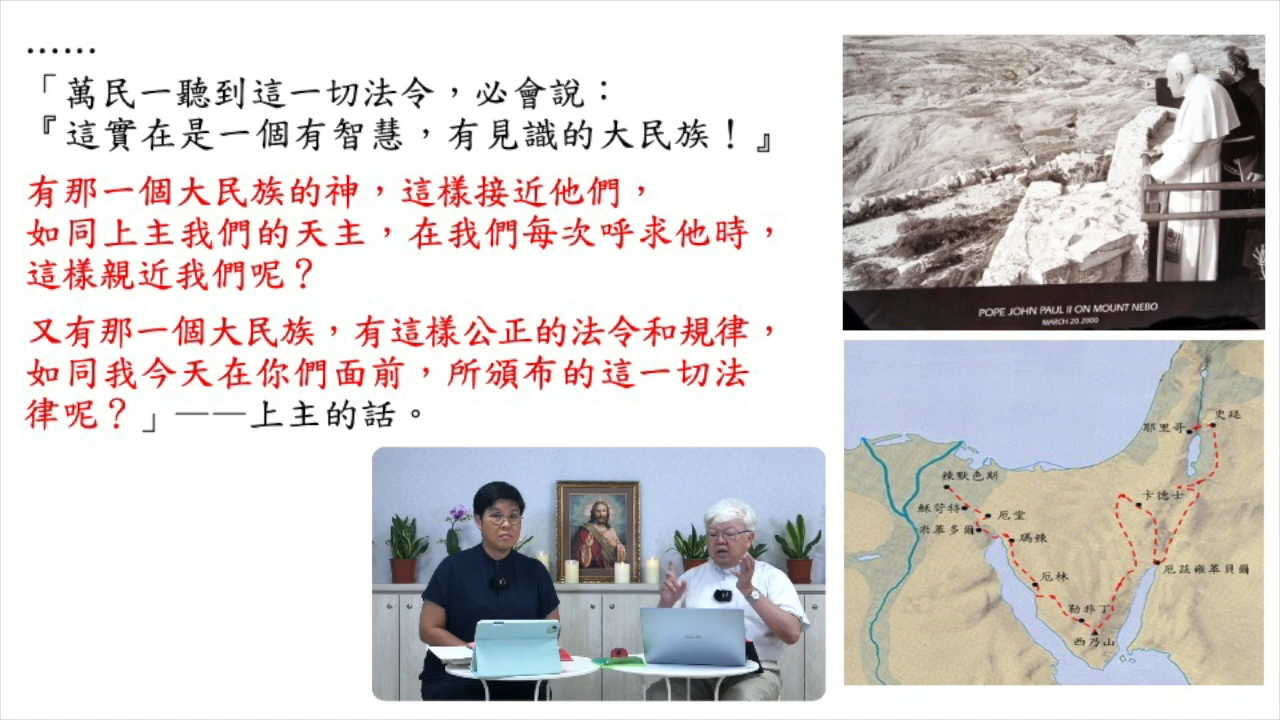 ……
「萬民一聽到這一切法令，必會說：
『這實在是一個有智慧，有見識的大民族！』
有那一個大民族的神，這樣接近他們，
如同上主我們的天主，在我們每次呼求他時，
這樣親近我們呢？
又有那一個大民族，有這樣公正的法令和規律，
如同我今天在你們面前，所頒布的這一切法
律呢？」——上主的話。
POPE JOHN PAUL II ON MOUNT NEBO
MARCH 20 2000
史廷
耶里哥
辣默色斯
卡德士
蘇苛特
厄堂
米革多爾
瑪辣
厄茲雍革貝爾
厄林
勒非丁
西乃山
ASUS